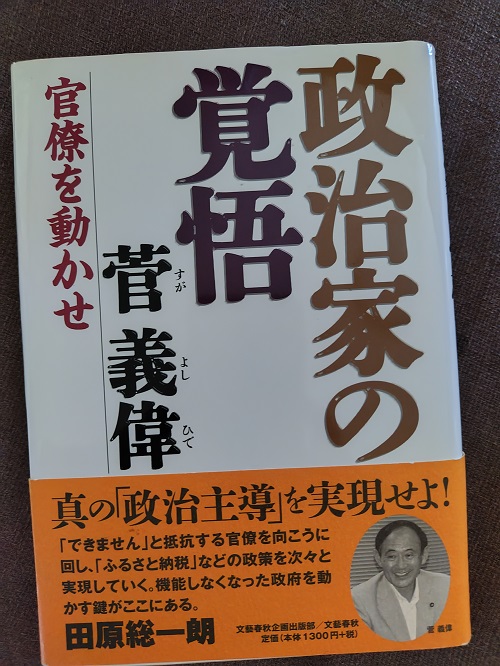 政治家の
覚悟
官僚を動かせ
菅 義偉
すが よし ひで
真の「政治主導」を実現せよ!
「できません」と抵抗する官僚を向こうに
回し、「ふるさと納税」などの政策を次々と
実現していく。機能しなくなった政府を動
かす鍵がここにある。
田原総一朗
文藝春秋企画出版部/文藝春秋
定価(本体1300円+税)
菅 義偉